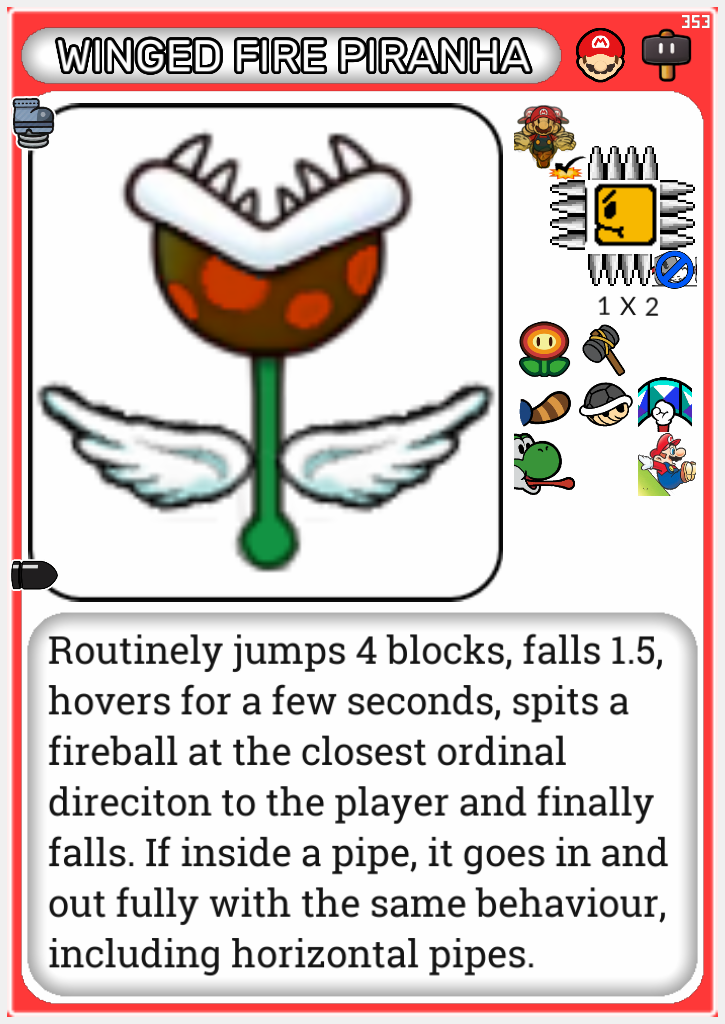 353
WINGED FIRE PIRANHA
1 X 2
Routinely jumps 4 blocks, falls 1.5,
hovers for a few seconds, spits a
fireball at the closest ordinal
direciton to the player and finally
falls. If inside a pipe, it goes in and
out fully with the same behaviour,
including horizontal pipes.